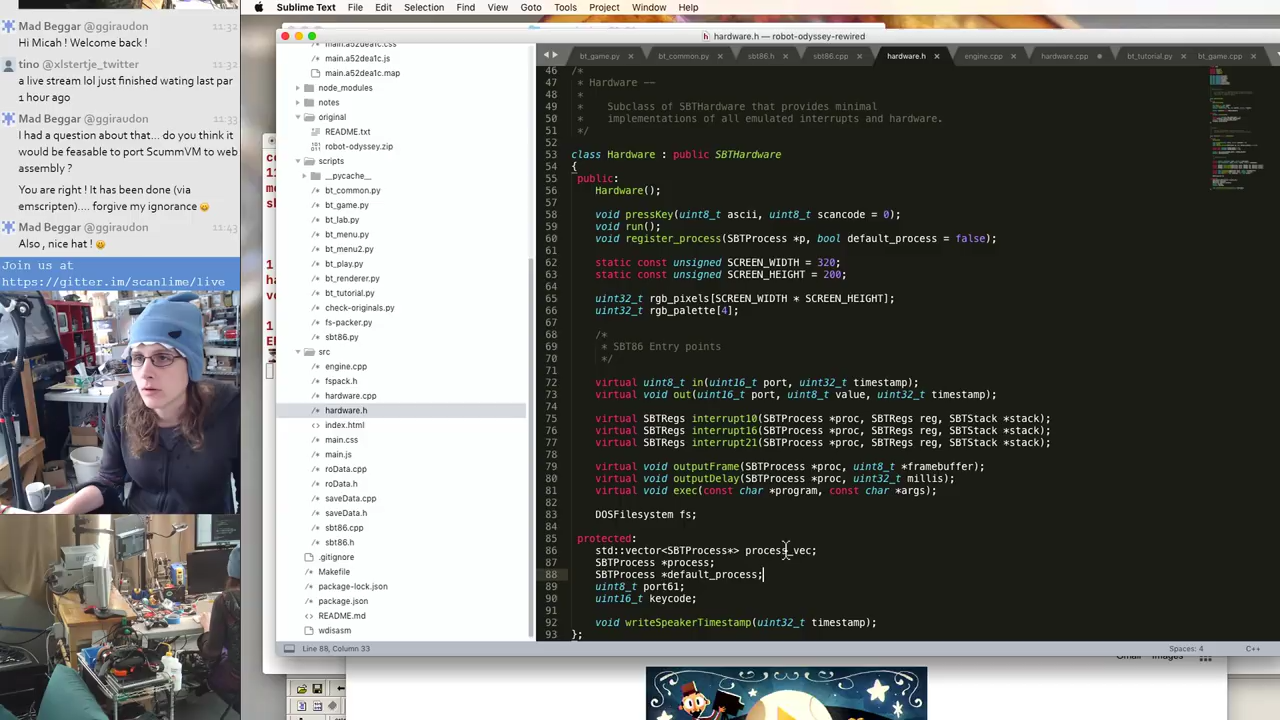 Sublime Text File Edit Selection Find View Goto Tools Project Window Help
Mad Beggar @ggiraudon 11:32
Hi Micah ! Welcome back !
tino @xlstertje_twitter 11:32
a live stream lol just finished wating last par
1 hour ago
Mad Beggar @ggiraudon 11:33
I had a question about that... do you think it
would be feasable to port ScummVM to web
assembly ?
You are right ! It has been done (via
emscripten).... forgive my ignorance
Mad Beggar @ggiraudon 11:43
Also , nice hat !
Join us at
https://gitter.im/scanlime/live
hardware.h — robot-odyssey-rewired
main.a52dea1c.css
main.a52dea1c.js
main.a52dea1c.map
node_modules
notes
original
README.txt
robot-odyssey.zip
scripts
__pycache__
bt_common.py
bt_game.py
bt_lab.py
bt_menu.py
bt_menu2.py
bt_play.py
bt_renderer.py
bt_tutorial.py
check-originals.py
fs-packer.py
sbt86.py
src
engine.cpp
fspack.h
hardware.cpp
hardware.h
index.html
main.css
main.js
roData.cpp
roData.h
saveData.cpp
saveData.h
sbt86.cpp
sbt86.h
.gitignore
Makefile
package-lock.json
package.json
README.md
wdisasm
bt_game.py bt_common.py sbt86.h sbt86.cpp hardware.h engine.cpp hardware.cpp bt_tutorial.py bt_game.cpp
46 /*
47 * Hardware --
48 *
49 * Subclass of SBTHardware that provides minimal
50 * implementations of all emulated interrupts and hardware.
51 */
52
53 class Hardware : public SBTHardware
54 {
55 public:
56 Hardware();
57
58 void pressKey(uint8_t ascii, uint8_t scancode = 0);
59 void run();
60 void register_process(SBTProcess *p, bool default_process = false);
61
62 static const unsigned SCREEN_WIDTH = 320;
63 static const unsigned SCREEN_HEIGHT = 200;
64
65 uint32_t rgb_pixels[SCREEN_WIDTH * SCREEN_HEIGHT];
66 uint32_t rgb_palette[4];
67
68 /*
69 * SBT86 Entry points
70 */
71
72 virtual uint8_t in(uint16_t port, uint32_t timestamp);
73 virtual void out(uint16_t port, uint8_t value, uint32_t timestamp);
74
75 virtual SBTRegs interrupt10(SBTProcess *proc, SBTRegs reg, SBTStack *stack);
76 virtual SBTRegs interrupt16(SBTProcess *proc, SBTRegs reg, SBTStack *stack);
77 virtual SBTRegs interrupt21(SBTProcess *proc, SBTRegs reg, SBTStack *stack);
78
79 virtual void outputFrame(SBTProcess *proc, uint8_t *framebuffer);
80 virtual void outputDelay(SBTProcess *proc, uint32_t millis);
81 virtual void exec(const char *program, const char *args);
82
83 DOSFilesystem fs;
84
85 protected:
86 std::vector<SBTProcess*> process_vec;
87 SBTProcess *process;
88 SBTProcess *default_process;
89 uint8_t port61;
90 uint16_t keycode;
91
92 void writeSpeakerTimestamp(uint32_t timestamp);
93 };
Line 88, Column 33 Spaces: 4 C++
Gmail Images